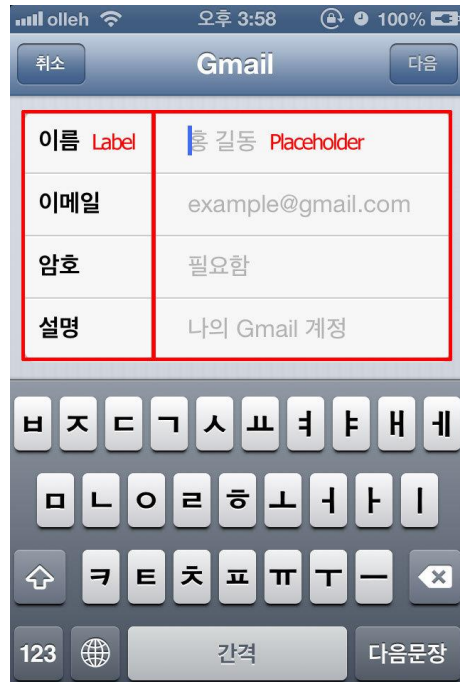 olleh 오후 3:58 100%
취소 Gmail 다음
이름 Label 홍 길동 Placeholder
이메일 example@gmail.com
암호 필요함
설명 나의 Gmail 계정
ㅂ ㅈ ㄷ ㄱ ㅅ ㅛ ㅕ ㅑ ㅐ ㅔ
ㅁ ㄴ ㅇ ㄹ ㅎ ㅗ ㅓ ㅏ ㅣ
ㅋ ㅌ ㅊ ㅍ ㅠ ㅜ ㅡ
123 간격 다음문장